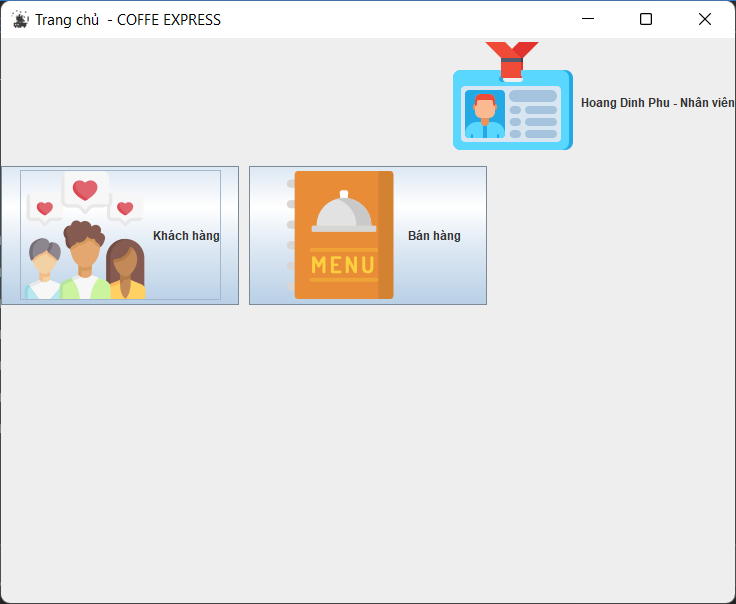 Trang chủ - COFFE EXPRESS
Hoang Dinh Phu - Nhân viên
Khách hàng
MENU
Bán hàng